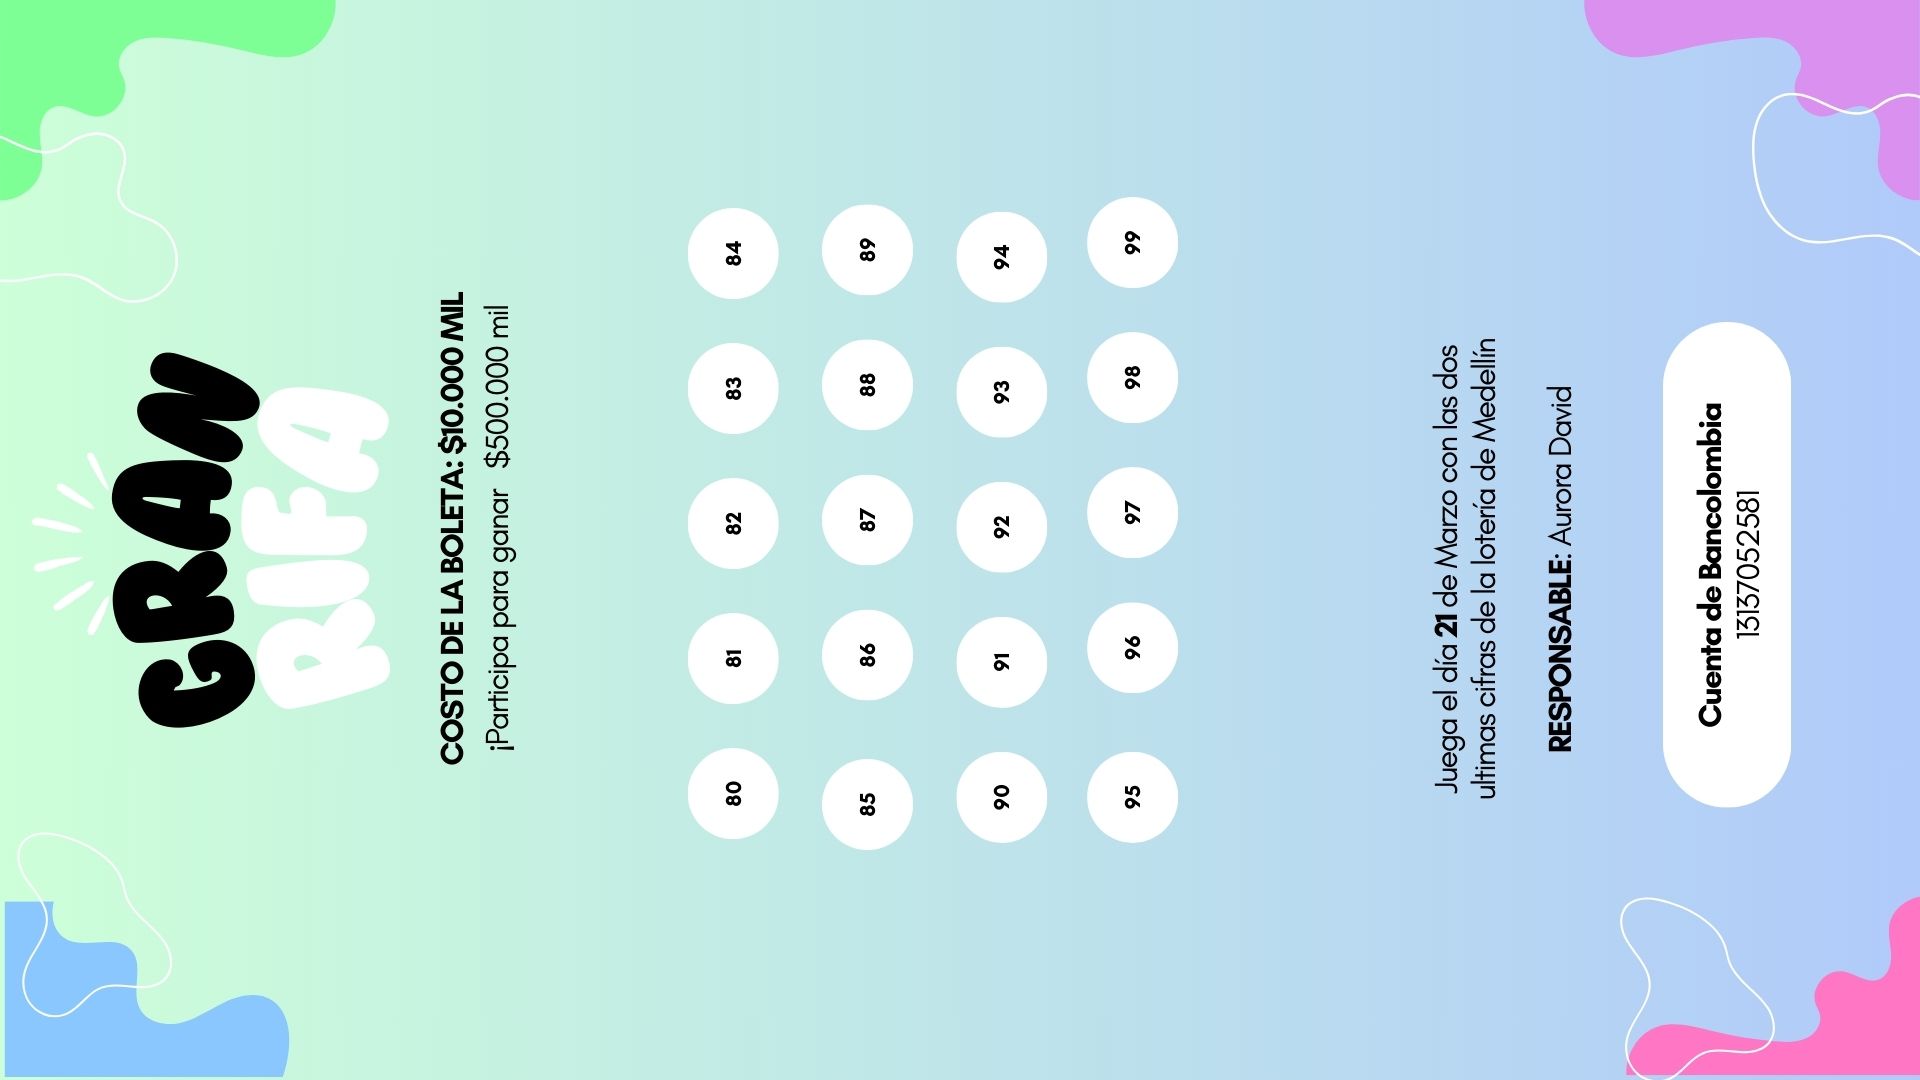 GRAN
RIFA
COSTO DE LA BOLETA: $10.000 MIL
¡Participa para ganar $500.000 mil
80 81 82 83 84
85 86 87 88 89
90 91 92 93 94
95 96 97 98 99
Juega el día 21 de Marzo con las dos
ultimas cifras de la lotería de Medellín
RESPONSABLE: Aurora David
Cuenta de Bancolombia
13137052581